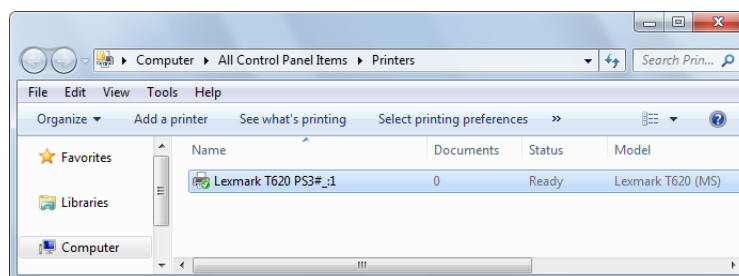 Computer ▸ All Control Panel Items ▸ Printers Search Prin...
File Edit View Tools Help
Organize Add a printer See what's printing Select printing preferences »
Name Documents Status Model
Favorites
Lexmark T620 PS3#_:1 0 Ready Lexmark T620 (MS)
Libraries
Computer